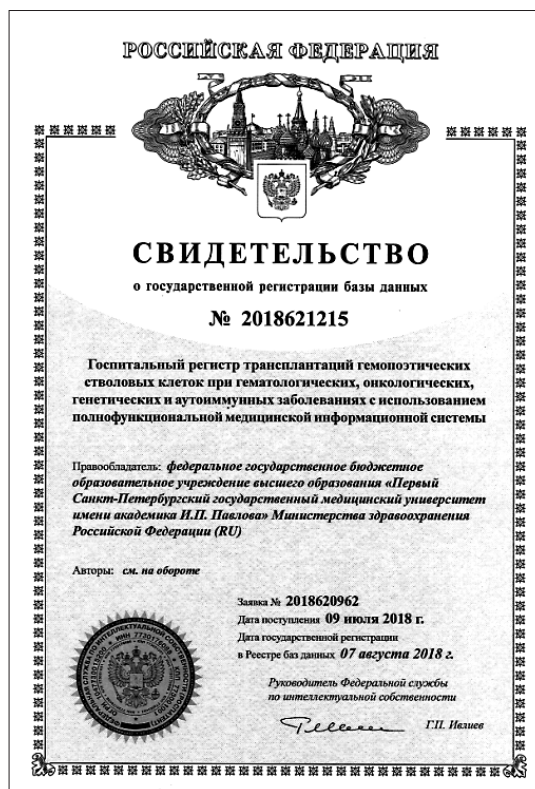 РОССИЙСКАЯ ФЕДЕРАЦИЯ
СВИДЕТЕЛЬСТВО
о государственной регистрации базы данных
№ 2018621215
Госпитальный регистр трансплантаций гемопоэтических
стволовых клеток при гематологических, онкологических,
генетических и аутоиммунных заболеваниях с использованием
полнофункциональной медицинской информационной системы
Правообладатель: федеральное государственное бюджетное
образовательное учреждение высшего образования «Первый
Санкт-Петербургский государственный медицинский университет
имени академика И.П. Павлова» Министерства здравоохранения
Российской Федерации (RU)
Авторы: см. на обороте
Заявка № 2018620962
Дата поступления 09 июля 2018 г.
Дата государственной регистрации
в Реестре баз данных 07 августа 2018 г.
Руководитель Федеральной службы
по интеллектуальной собственности
Г.П. Ивлиев